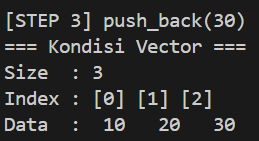 [STEP 3] push_back(30)
=== Kondisi Vector ===
Size  : 3
Index : [0] [1] [2]
Data  :  10   20   30